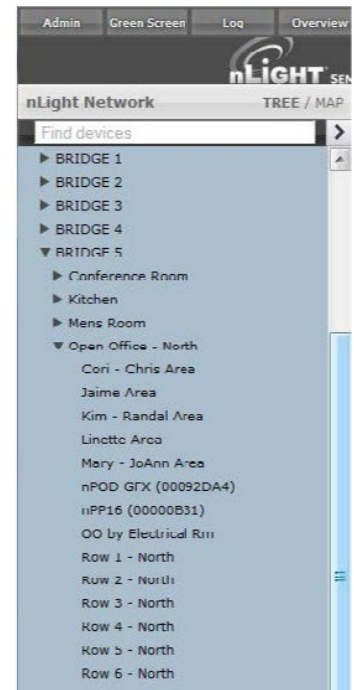 Admin Green Screen Log Overview
nLIGHT SEN
nLight Network TREE / MAP
Find devices
BRIDGE 1
BRIDGE 2
BRIDGE 3
BRIDGE 4
BRIDGE 5
Conference Room
Kitchen
Mens Room
Open Office - North
Cori - Chris Area
Jaime Area
Kim - Randal Area
Linette Area
Mary - JoAnn Area
nPOD GFX (00092DA4)
nPP16 (00000B31)
OO by Electrical Rm
Row 1 - North
Row 2 - North
Row 3 - North
Row 4 - North
Row 5 - North
Row 6 - North